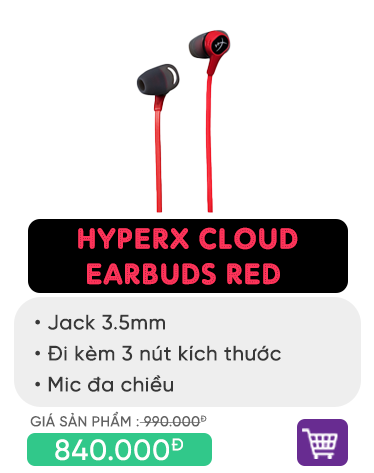 HYPERX CLOUD
EARBUDS RED
• Jack 3.5mm
• Đi kèm 3 nút kích thước
• Mic đa chiều
GIÁ SẢN PHẨM : 990.000Đ
840.000Đ